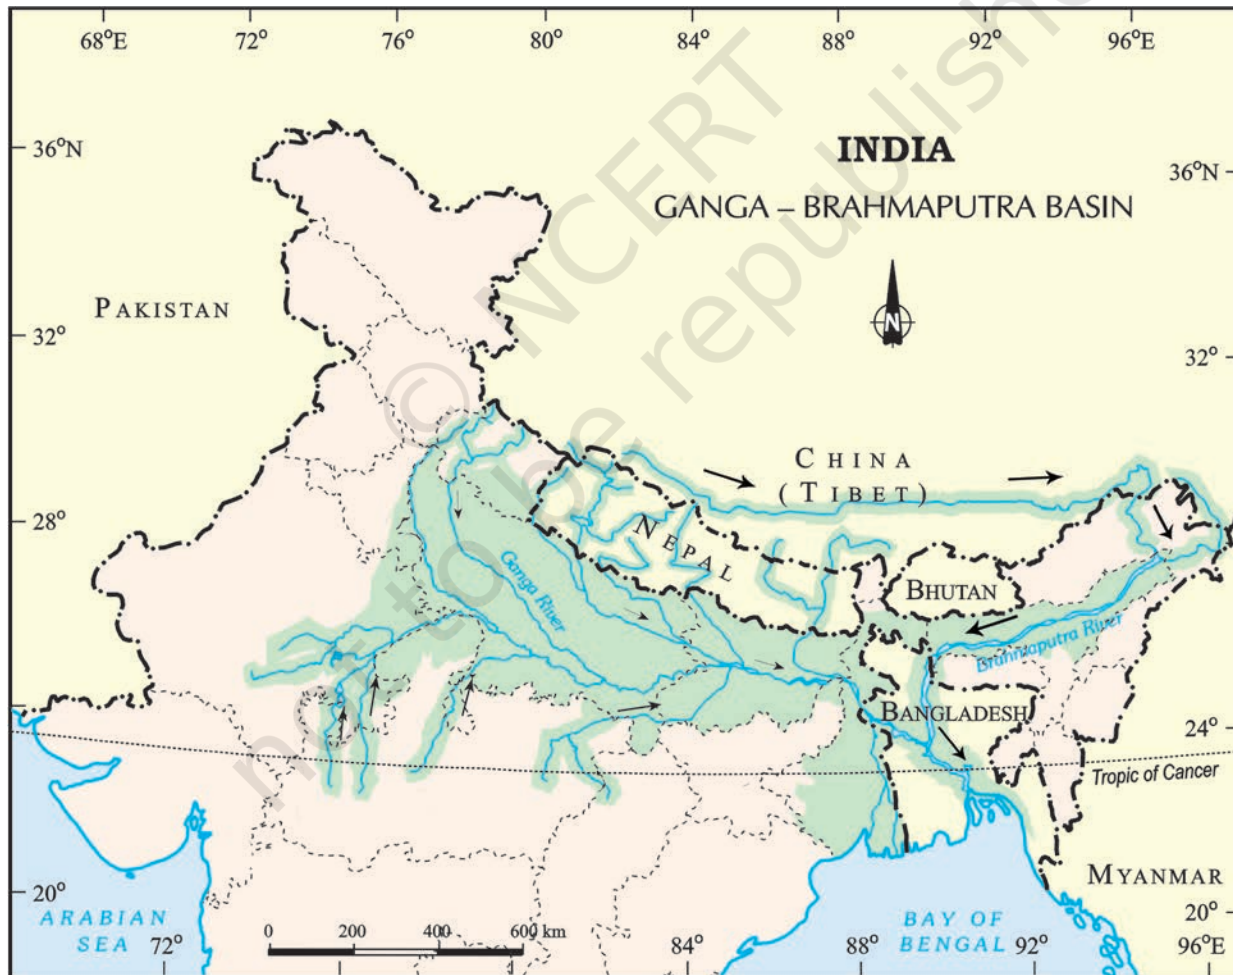 68°E 72° 76° 80° 84° 88° 92° 96°E
36°N
INDIA
36°N
GANGA – BRAHMAPUTRA BASIN
N
PAKISTAN
32°
32°
CHINA
(TIBET)
28°
28°
NEPAL
BHUTAN
Ganga River
Brahmaputra River
BANGLADESH
24°
Tropic of Cancer
MYANMAR
20°
20°
ARABIAN
SEA
BAY OF
BENGAL
0 200 400 600 km
72° 84° 88° 92° 96°E
© NCERT
not to be republished